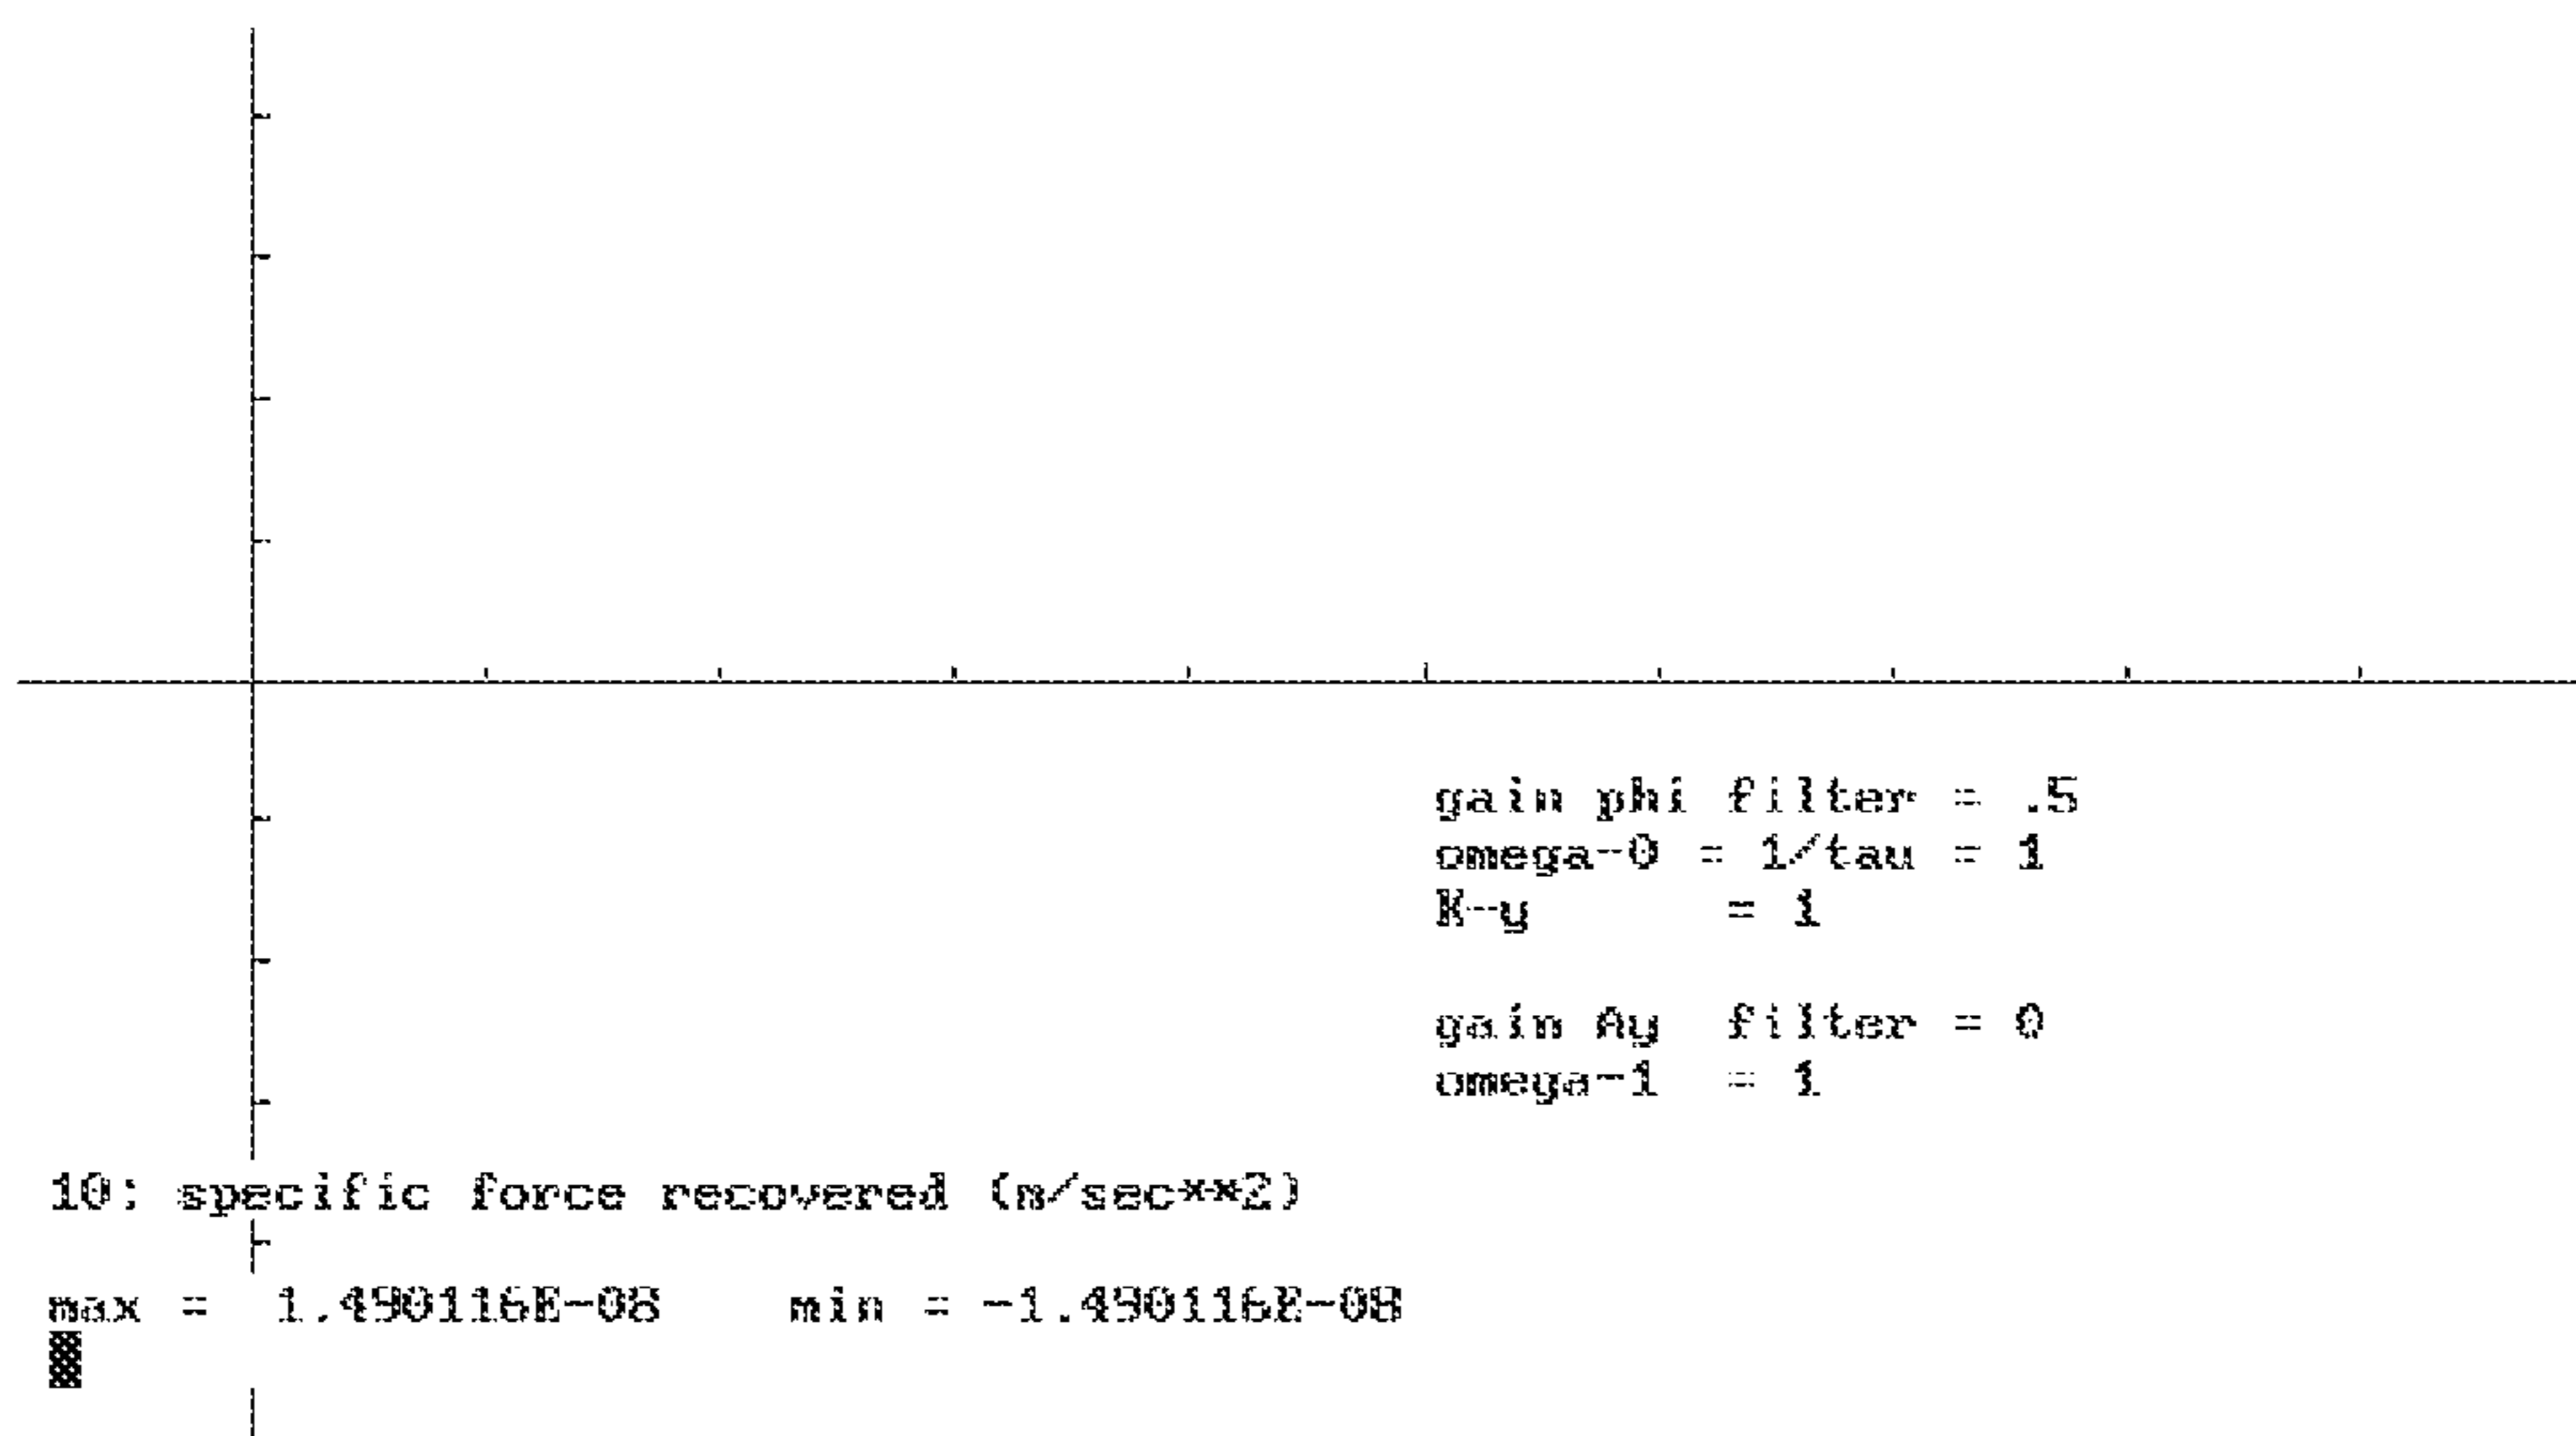 gain phi filter = .5
omega-0 = 1/tau = 1
K-y = 1
gain Ay filter = 0
omega-1 = 1
10: specific force recovered (m/sec**2)
max = 1.490116E-08 min = -1.490116E-08